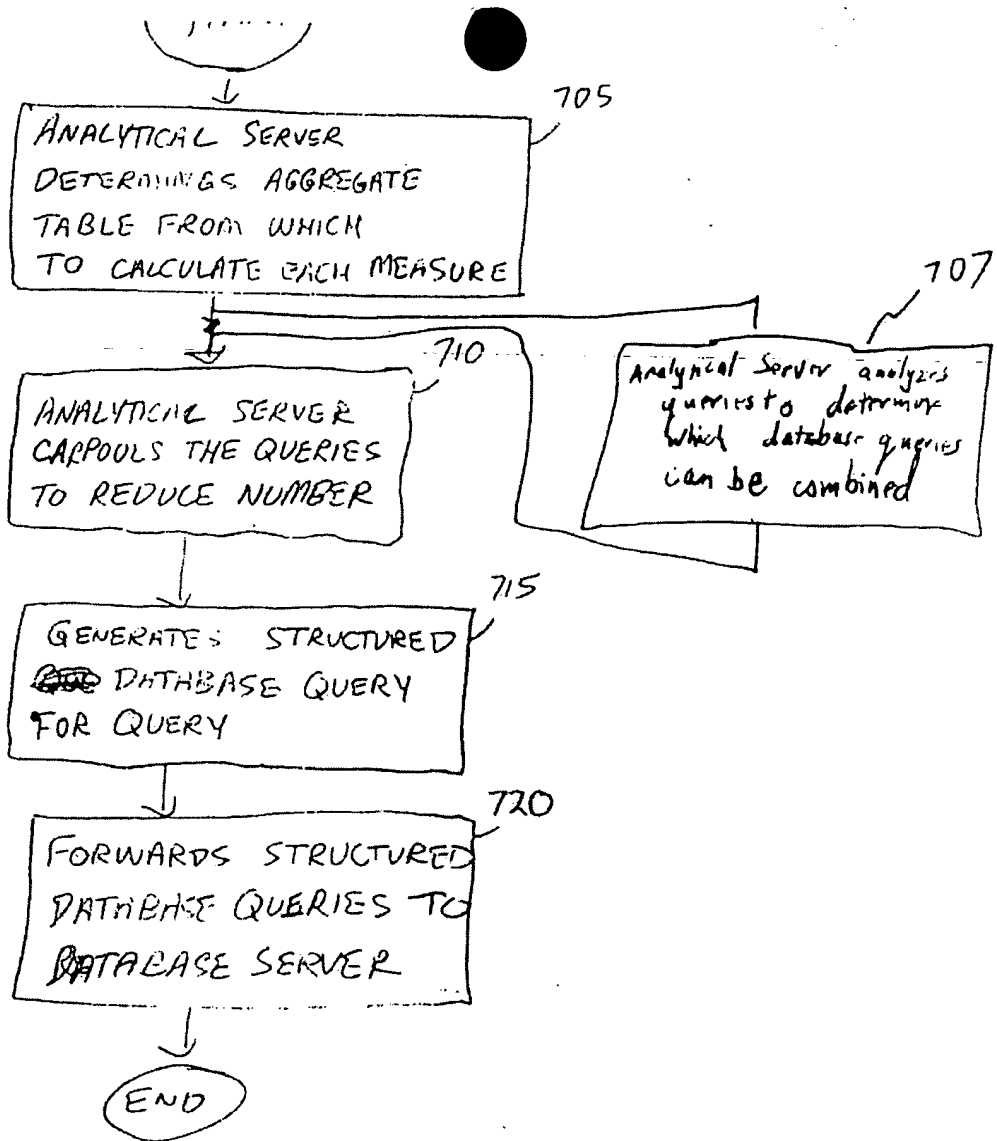 705
ANALYTICAL SERVER
DETERMINES AGGREGATE
TABLE FROM WHICH
TO CALCULATE EACH MEASURE
707
Analytical Server analyzes
queries to determine
which database queries
can be combined
710
ANALYTICAL SERVER
CARPOOLS THE QUERIES
TO REDUCE NUMBER
715
GENERATES STRUCTURED
DATABASE QUERY
FOR QUERY
720
FORWARDS STRUCTURED
DATABASE QUERIES TO
DATABASE SERVER
END